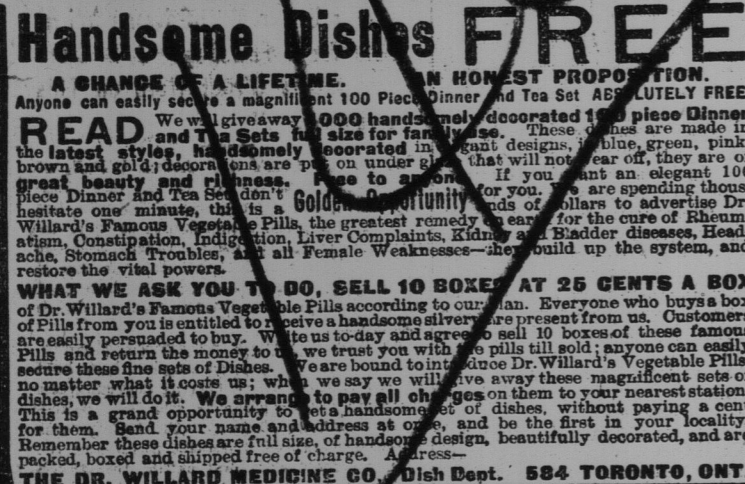 Handsome Dishes FREE
A CHANCE OF A LIFETIME. AN HONEST PROPOSITION.
Anyone can easily secure a magnificent 100 Piece Dinner and Tea Set ABSOLUTELY FREE
READ We will give away 1,000 handsomely decorated 100 piece Dinner
and Tea Sets full size for family use. These dishes are made in
the latest styles, handsomely decorated in elegant designs, in blue, green, pink
brown and gold; decorations are put on under glaze that will not wear off, they are o
great beauty and richness. Free to anyone. If you want an elegant 100
piece Dinner and Tea Set don't Golden Opportunity for you. We are spending thous
hesitate one minute, this is a ands of dollars to advertise Dr
Willard's Famous Vegetable Pills, the greatest remedy on earth for the cure of Rheum
atism, Constipation, Indigestion, Liver Complaints, Kidney and Bladder diseases, Head
ache, Stomach Troubles, and all Female Weaknesses—they build up the system, and
restore the vital powers.
WHAT WE ASK YOU TO DO, SELL 10 BOXES AT 25 CENTS A BOX
of Dr. Willard's Famous Vegetable Pills according to our plan. Everyone who buys a box
of Pills from you is entitled to receive a handsome silverware present from us. Customers
are easily persuaded to buy. Write us to-day and agree to sell 10 boxes of these famous
Pills and return the money to us, we trust you with the pills till sold; anyone can easily
secure these fine sets of Dishes. We are bound to introduce Dr. Willard's Vegetable Pills
no matter what it costs us; when we say we will give away these magnificent sets of
dishes, we will do it. We arrange to pay all charges on them to your nearest station
This is a grand opportunity to get a handsome set of dishes, without paying a cent
for them. Send your name and address at once, and be the first in your locality
Remember these dishes are full size, of handsome design, beautifully decorated, and are
packed, boxed and shipped free of charge. Address—
THE DR. WILLARD MEDICINE CO. Dish Dept. 584 TORONTO, ONT